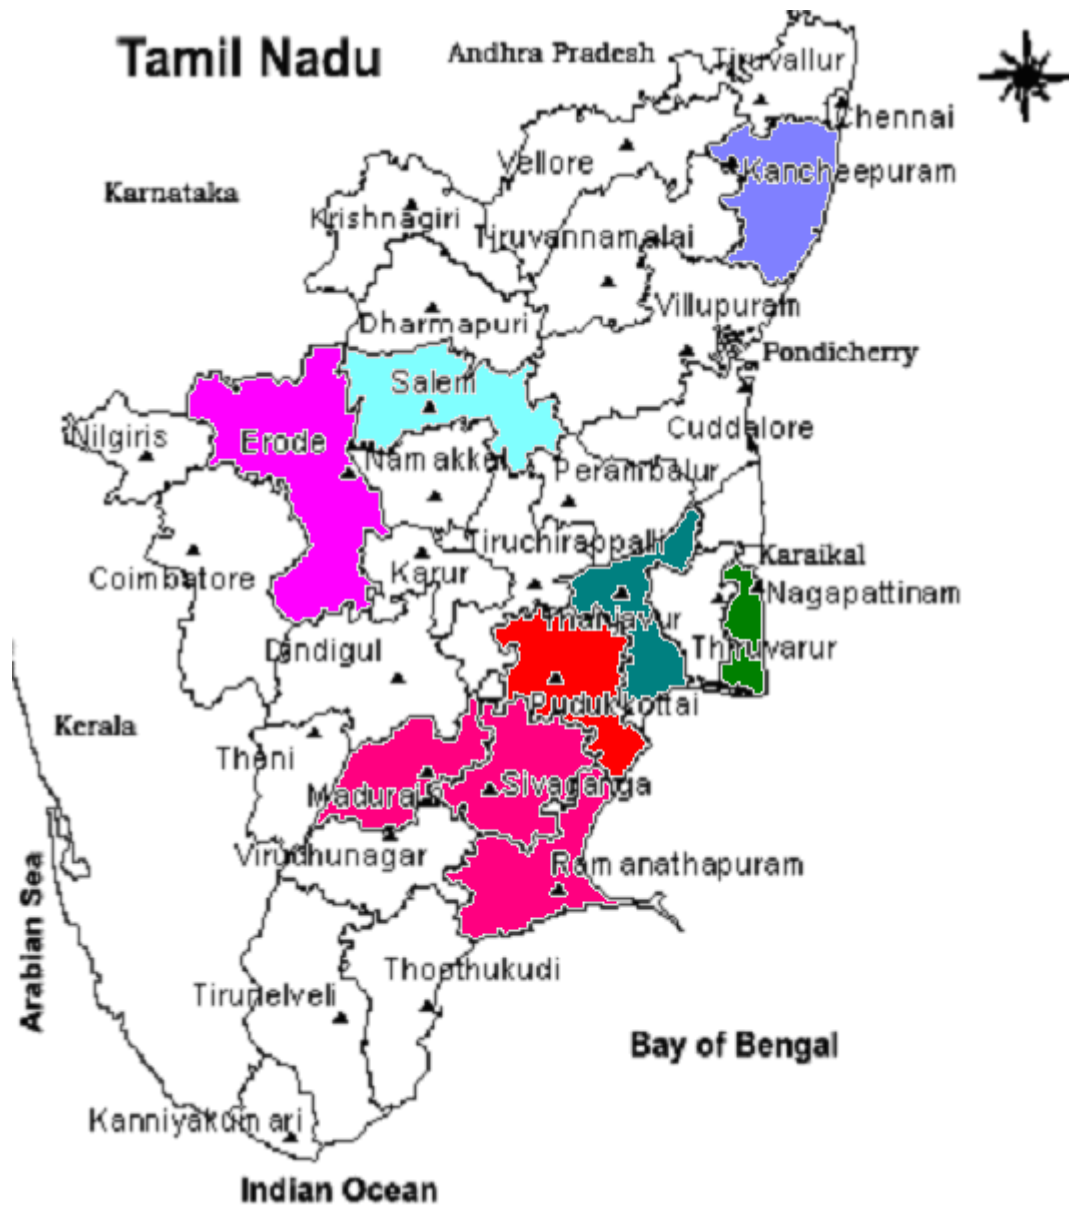 Tamil Nadu
Andhra Pradesh
Tiruvallur
Chennai
Vellore
Kancheepuram
Karnataka
Krishnagiri
Tiruvannamalai
Villupuram
Dharmapuri
Pondicherry
Salem
Nilgiris
Erode
Cuddalore
Namakkal
Perambalur
Tiruchirappalli
Karaikal
Coimbatore
Karur
Nagapattinam
Thanjavur
Dindigul
Thiruvarur
Pudukkottai
Kerala
Theni
Madurai
Sivaganga
Virudhunagar
Ramanathapuram
Arabian Sea
Thoothukudi
Tirunelveli
Bay of Bengal
Kanniyakumari
Indian Ocean